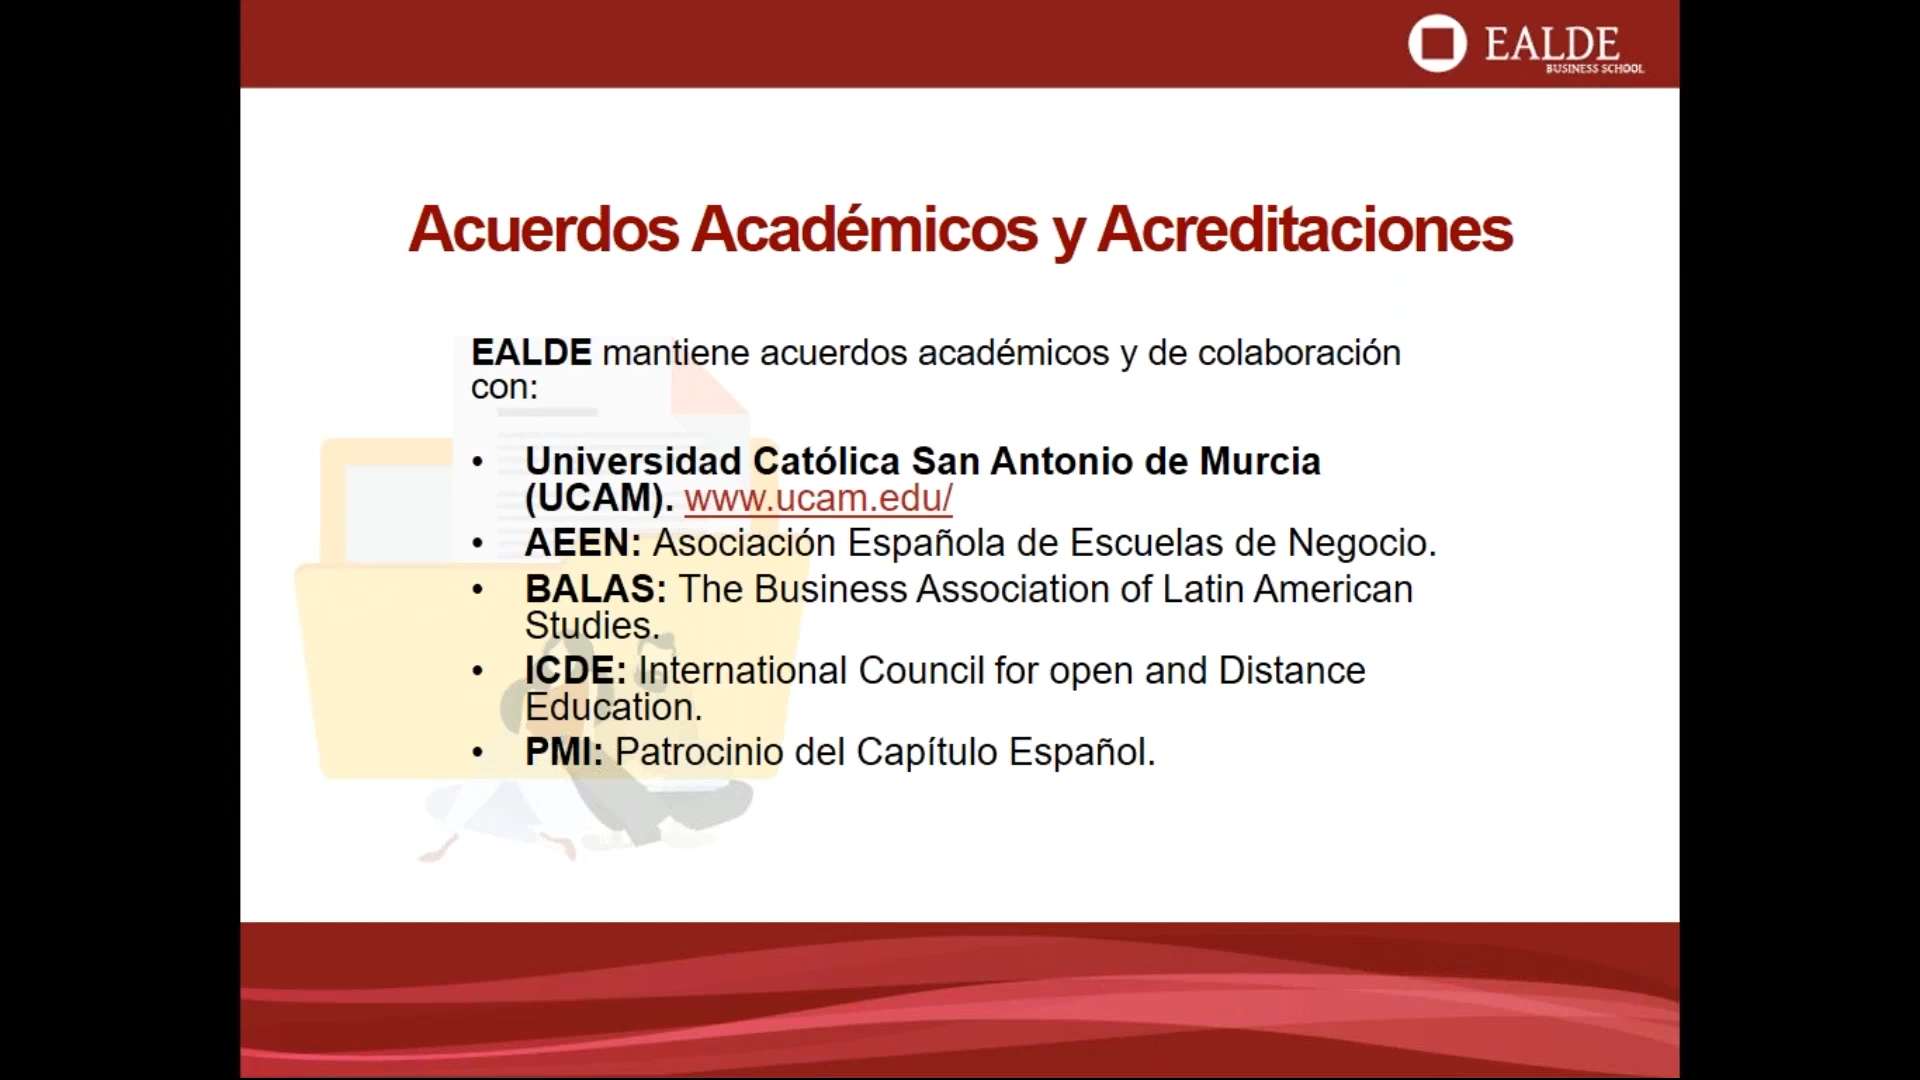 EALDE
BUSINESS SCHOOL
Acuerdos Académicos y Acreditaciones
EALDE mantiene acuerdos académicos y de colaboración
con:
• Universidad Católica San Antonio de Murcia
(UCAM). www.ucam.edu/
• AEEN: Asociación Española de Escuelas de Negocio.
• BALAS: The Business Association of Latin American
Studies.
• ICDE: International Council for open and Distance
Education.
• PMI: Patrocinio del Capítulo Español.